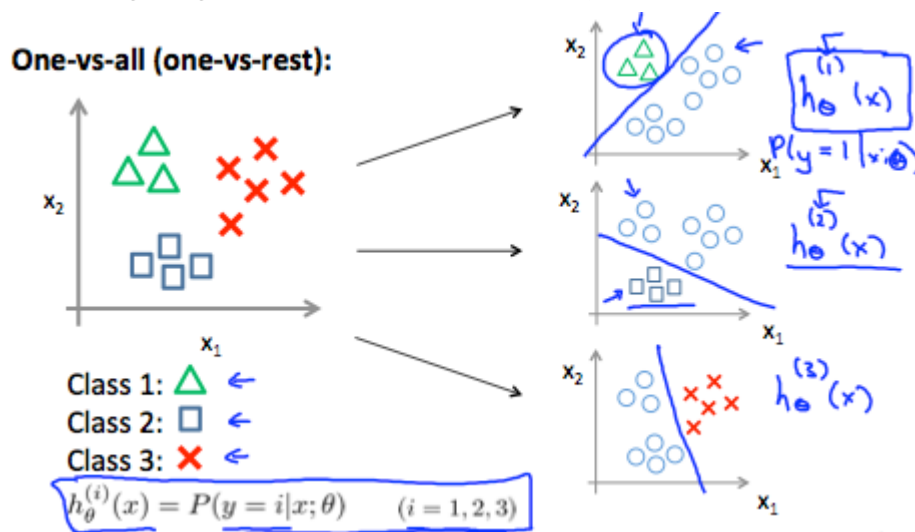 One-vs-all (one-vs-rest):
x₂
x₁
Class 1:
Class 2:
Class 3:
h_θ^(i)(x) = P(y = i|x; θ) (i = 1, 2, 3)
x₂
x₁
h_θ^(1)(x)
P(y = 1|x;θ)
x₂
x₁
h_θ^(2)(x)
x₂
x₁
h_θ^(3)(x)